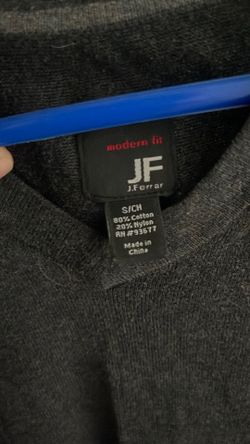 modern fit
JF
J.Ferrar
S/CH
80% Cotton
20% Nylon
RN #93677
Made in
China